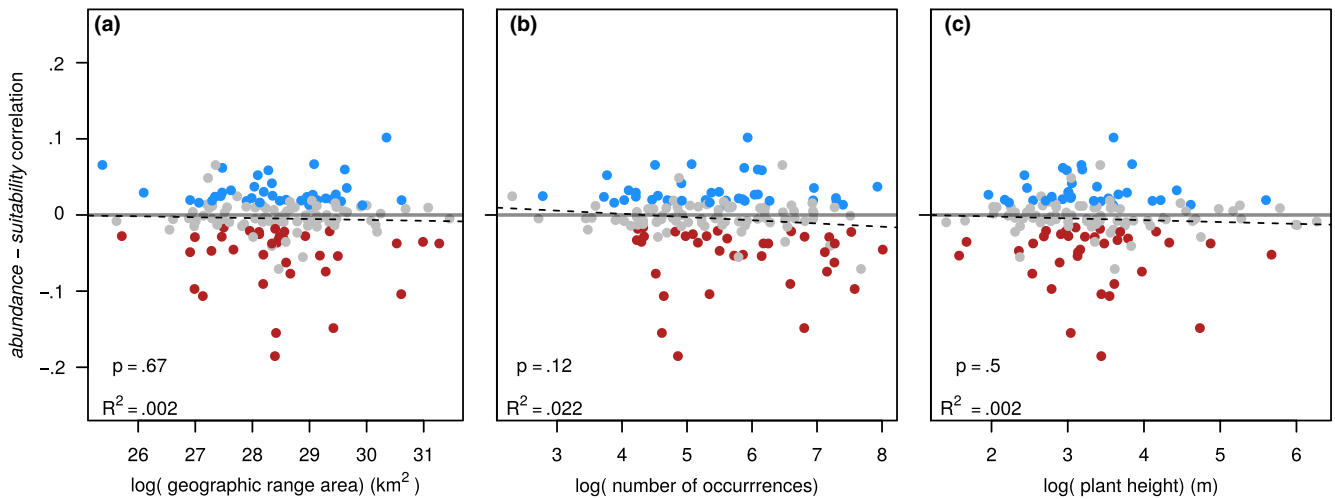 (a)
(b)
(c)
abundance − suitability correlation
.2
.1
0
−.1
−.2
p = .67
R² = .002
p = .12
R² = .022
p = .5
R² = .002
26 27 28 29 30 31
3 4 5 6 7 8
2 3 4 5 6
log( geographic range area) (km² )
log( number of occurrrences)
log( plant height) (m)